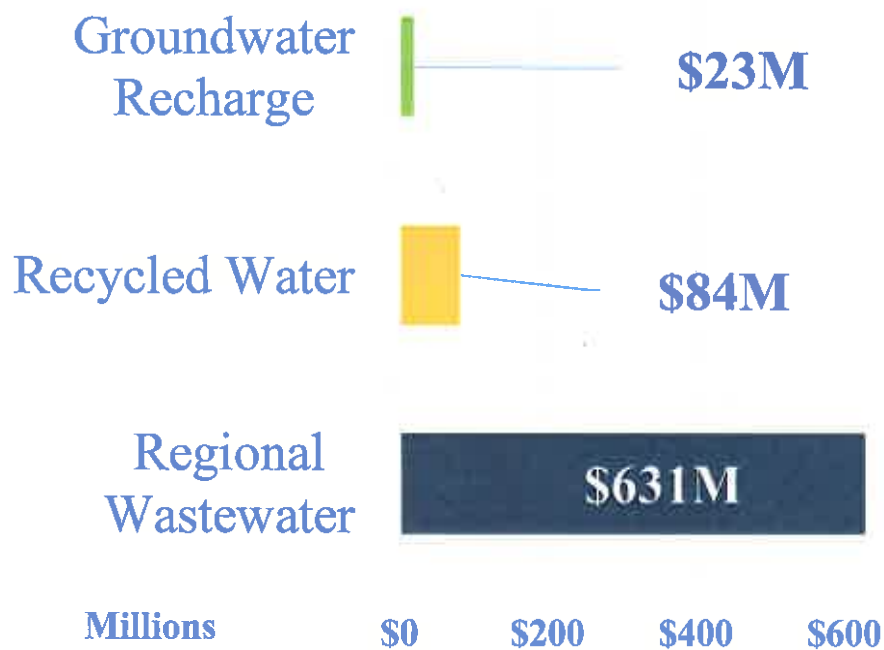 Groundwater
Recharge
$23M
Recycled Water
$84M
Regional
Wastewater
$631M
Millions $0 $200 $400 $600